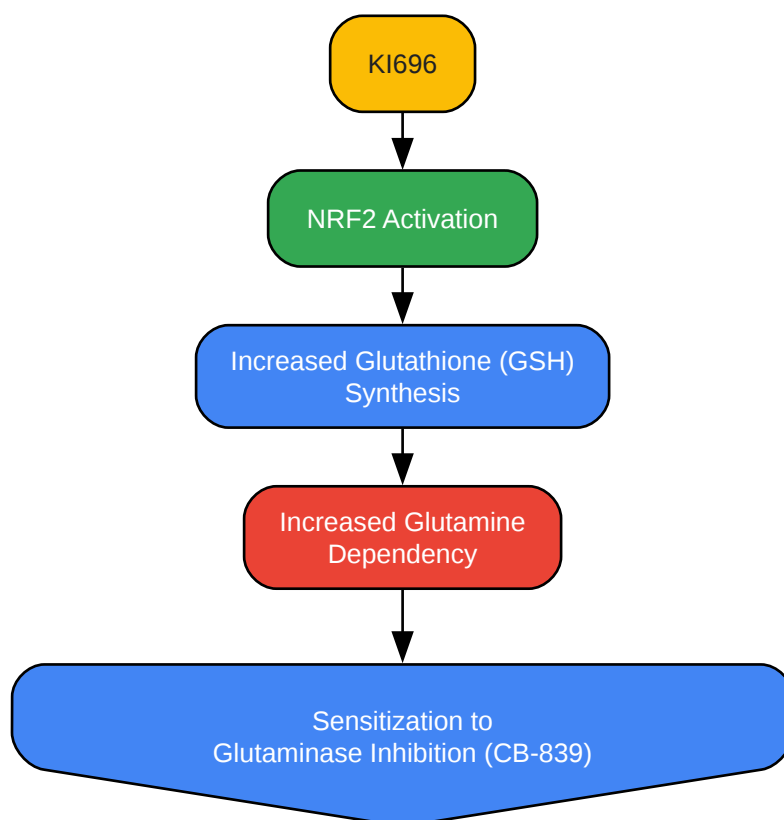 KI696
NRF2 Activation
Increased Glutathione (GSH)
Synthesis
Increased Glutamine
Dependency
Sensitization to
Glutaminase Inhibition (CB-839)